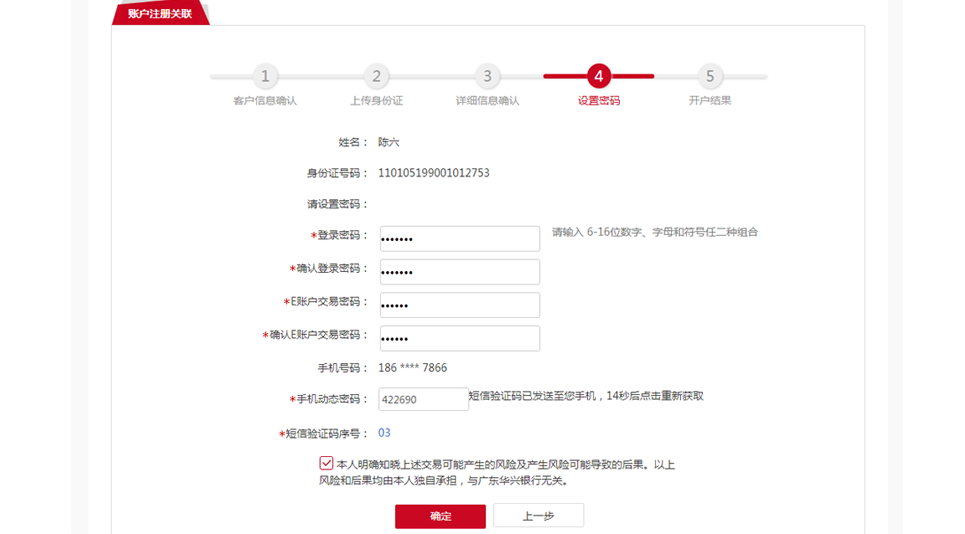 账户注册关联
1 2 3 4 5
客户信息确认 上传身份证 详细信息确认 设置密码 开户结果
姓名： 陈六
身份证号码： 110105199001012753
请设置密码：
*登录密码： ••••••• 请输入 6-16位数字、字母和符号任二种组合
*确认登录密码： •••••••
*E账户交易密码： ••••••
*确认E账户交易密码： ••••••
手机号码： 186 **** 7866
*手机动态密码： 422690 短信验证码已发送至您手机，14秒后点击重新获取
*短信验证码序号： 03
本人明确知晓上述交易可能产生的风险及产生风险可能导致的后果。以上
风险和后果均由本人独自承担，与广东华兴银行无关。
确定 上一步